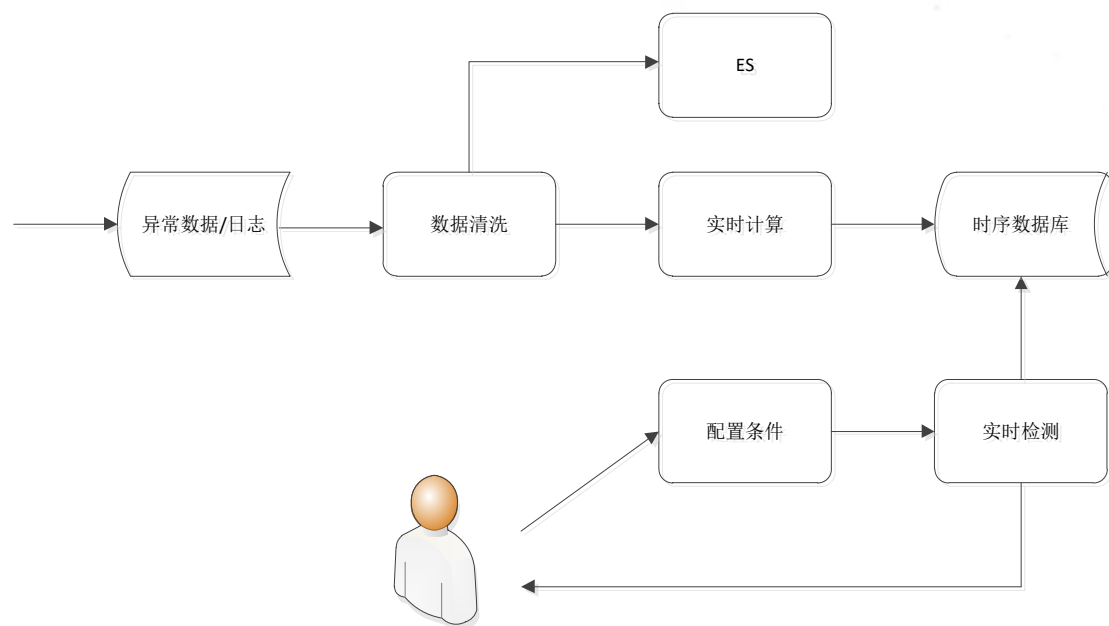 ES
异常数据/日志
数据清洗
实时计算
时序数据库
配置条件
实时检测